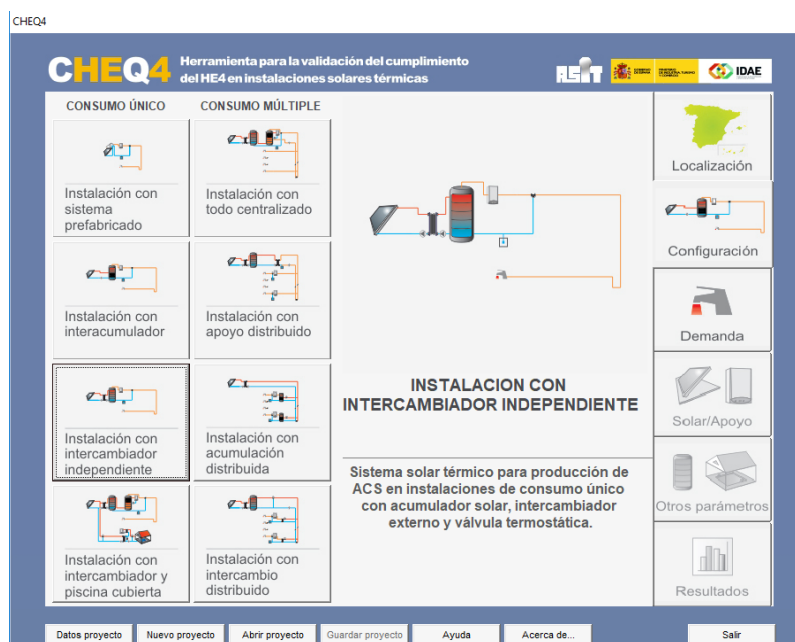 CHEQ4
CHEQ4
Herramienta para la validación del cumplimiento
del HE4 en instalaciones solares térmicas
ASIT
IDAE
CONSUMO ÚNICO
CONSUMO MÚLTIPLE
Instalación con
sistema
prefabricado
Instalación con
todo centralizado
Instalación con
interacumulador
Instalación con
apoyo distribuido
Instalación con
intercambiador
independiente
Instalación con
acumulación
distribuida
Instalación con
intercambiador y
piscina cubierta
Instalación con
intercambio
distribuido
INSTALACION CON
INTERCAMBIADOR INDEPENDIENTE
Sistema solar térmico para producción de
ACS en instalaciones de consumo único
con acumulador solar, intercambiador
externo y válvula termostática.
Localización
Configuración
Demanda
Solar/Apoyo
Otros parámetros
Resultados
Datos proyecto
Nuevo proyecto
Abrir proyecto
Guardar proyecto
Ayuda
Acerca de...
Salir